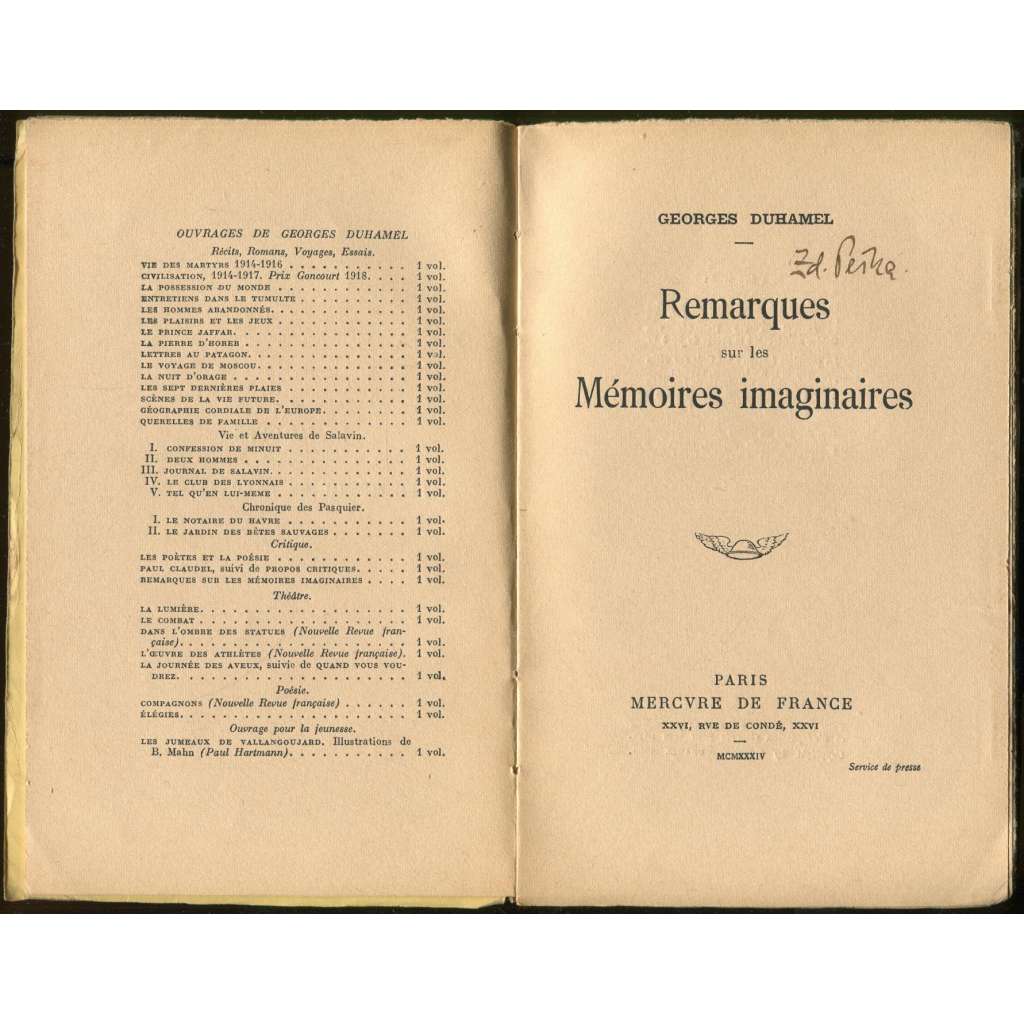 OUVRAGES DE GEORGES DUHAMEL
Récits, Romans, Voyages, Essais.
VIE DES MARTYRS 1914-1916 . . . . . . . . . . . 1 vol.
CIVILISATION, 1914-1917. Prix Goncourt 1918. . . . 1 vol.
LA POSSESSION DU MONDE . . . . . . . . . . . . 1 vol.
ENTRETIENS DANS LE TUMULTE . . . . . . . . . . 1 vol.
LES HOMMES ABANDONNÉS. . . . . . . . . . . . . 1 vol.
LES PLAISIRS ET LES JEUX . . . . . . . . . . . . 1 vol.
LE PRINCE JAFFAR. . . . . . . . . . . . . . . . 1 vol.
LA PIERRE D'HOREB . . . . . . . . . . . . . . . 1 vol.
LETTRES AU PATAGON. . . . . . . . . . . . . . . 1 vol.
LE VOYAGE DE MOSCOU. . . . . . . . . . . . . . 1 vol.
LA NUIT D'ORAGE . . . . . . . . . . . . . . . . 1 vol.
LES SEPT DERNIÈRES PLAIES . . . . . . . . . . . 1 vol.
SCÈNES DE LA VIE FUTURE. . . . . . . . . . . . 1 vol.
GÉOGRAPHIE CORDIALE DE L'EUROPE. . . . . . . . 1 vol.
QUERELLES DE FAMILLE . . . . . . . . . . . . . 1 vol.
Vie et Aventures de Salavin.
I. CONFESSION DE MINUIT . . . . . . . . . . . 1 vol.
II. DEUX HOMMES . . . . . . . . . . . . . . . 1 vol.
III. JOURNAL DE SALAVIN. . . . . . . . . . . . 1 vol.
IV. LE CLUB DES LYONNAIS . . . . . . . . . . . 1 vol.
V. TEL QU'EN LUI-MEME . . . . . . . . . . . . 1 vol.
Chronique des Pasquier.
I. LE NOTAIRE DU HAVRE . . . . . . . . . . . 1 vol.
II. LE JARDIN DES BÊTES SAUVAGES . . . . . . . 1 vol.
Critique.
LES POÈTES ET LA POÉSIE . . . . . . . . . . . . 1 vol.
PAUL CLAUDEL, suivi de PROPOS CRITIQUES. . . . . 1 vol.
REMARQUES SUR LES MÉMOIRES IMAGINAIRES . . . . 1 vol.
Théâtre.
LA LUMIÈRE. . . . . . . . . . . . . . . . . . . 1 vol.
LE COMBAT . . . . . . . . . . . . . . . . . . . 1 vol.
DANS L'OMBRE DES STATUES (Nouvelle Revue fran-
çaise). . . . . . . . . . . . . . . . . . . . 1 vol.
L'ŒUVRE DES ATHLÈTES (Nouvelle Revue française). 1 vol.
LA JOURNÉE DES AVEUX, suivie de QUAND VOUS VOU-
DREZ. . . . . . . . . . . . . . . . . . . . . 1 vol.
Poésie.
COMPAGNONS (Nouvelle Revue française) . . . . . . 1 vol.
ÉLÉGIES. . . . . . . . . . . . . . . . . . . . . 1 vol.
Ouvrage pour la jeunesse.
LES JUMEAUX DE VALLANGOUJARD. Illustrations de
B. Mahn (Paul Hartmann). . . . . . . . . . . 1 vol.
GEORGES DUHAMEL
Zd.
Remarques
sur les
Mémoires imaginaires
PARIS
MERCVRE DE FRANCE
XXVI, RVE DE CONDÉ, XXVI
MCMXXXIV
Service de presse